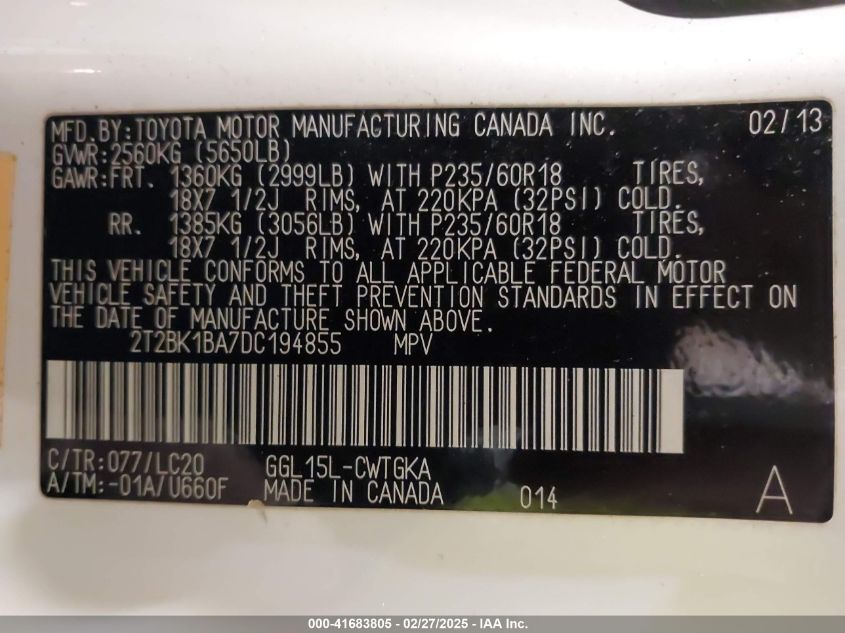 MFD.BY:TOYOTA MOTOR MANUFACTURING CANADA INC. 02/13
GVWR:2560KG (5650LB)
GAWR:FRT. 1360KG (2999LB) WITH P235/60R18 TIRES,
18X7 1/2J RIMS, AT 220KPA (32PSI) COLD.
RR. 1385KG (3056LB) WITH P235/60R18 TIRES,
18X7 1/2J RIMS, AT 220KPA (32PSI) COLD.
THIS VEHICLE CONFORMS TO ALL APPLICABLE FEDERAL MOTOR
VEHICLE SAFETY AND THEFT PREVENTION STANDARDS IN EFFECT ON
THE DATE OF MANUFACTURE SHOWN ABOVE.
2T2BK1BA7DC194855 MPV
C/TR:077/LC20 GGL15L-CWTGKA
A/TM:-01A/U660F MADE IN CANADA 014 A
000-41683805 - 02/27/2025 - IAA Inc.